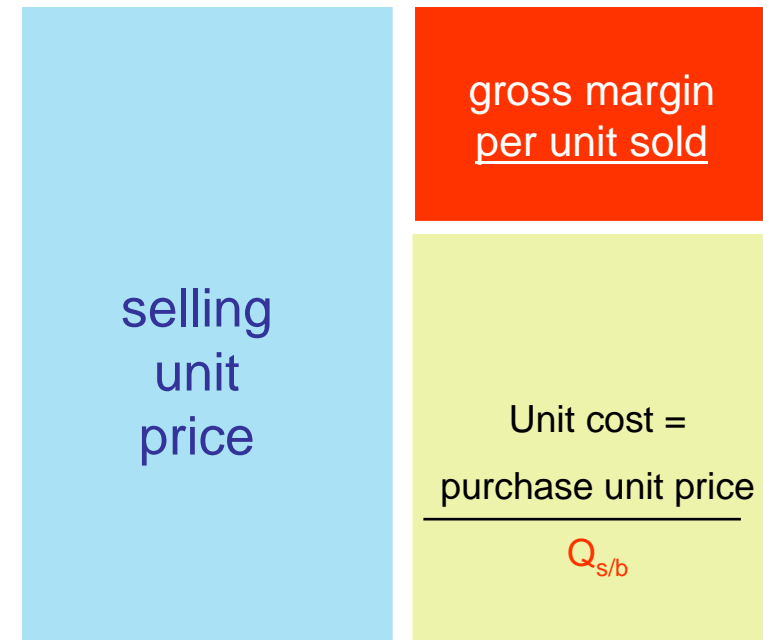 selling
unit
price
gross margin
per unit sold
Unit cost =
purchase unit price
Qs/b